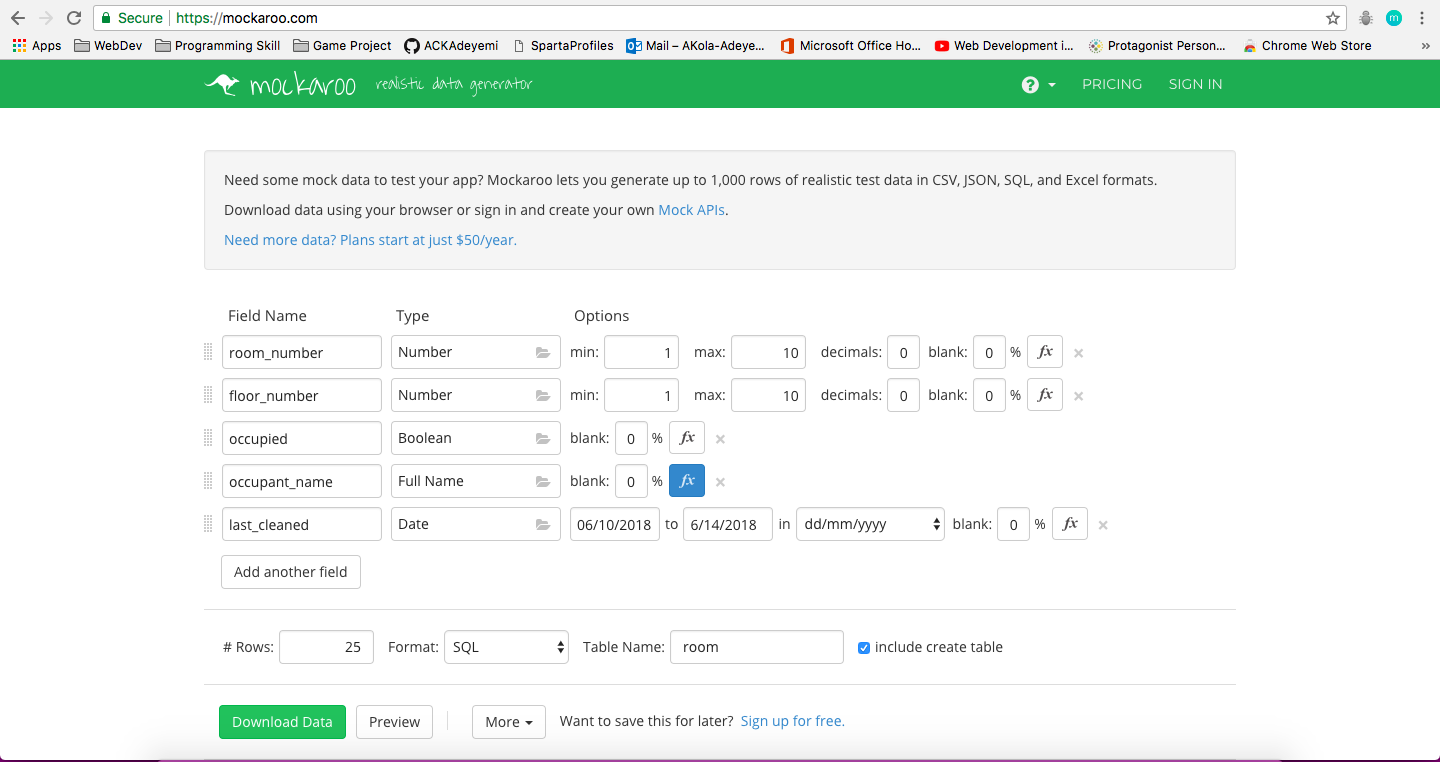 Secure https://mockaroo.com m
Apps WebDev Programming Skill Game Project ACKAdeyemi SpartaProfiles Mail – AKola-Adeye... Microsoft Office Ho... Web Development i... Protagonist Person... Chrome Web Store »
mockaroo realistic data generator ? PRICING SIGN IN
Need some mock data to test your app? Mockaroo lets you generate up to 1,000 rows of realistic test data in CSV, JSON, SQL, and Excel formats.
Download data using your browser or sign in and create your own Mock APIs.
Need more data? Plans start at just $50/year.
Field Name Type Options
room_number Number min: 1 max: 10 decimals: 0 blank: 0 % fx ×
floor_number Number min: 1 max: 10 decimals: 0 blank: 0 % fx ×
occupied Boolean blank: 0 % fx ×
occupant_name Full Name blank: 0 % fx ×
last_cleaned Date 06/10/2018 to 6/14/2018 in dd/mm/yyyy blank: 0 % fx ×
Add another field
# Rows: 25 Format: SQL Table Name: room include create table
Download Data Preview More Want to save this for later? Sign up for free.